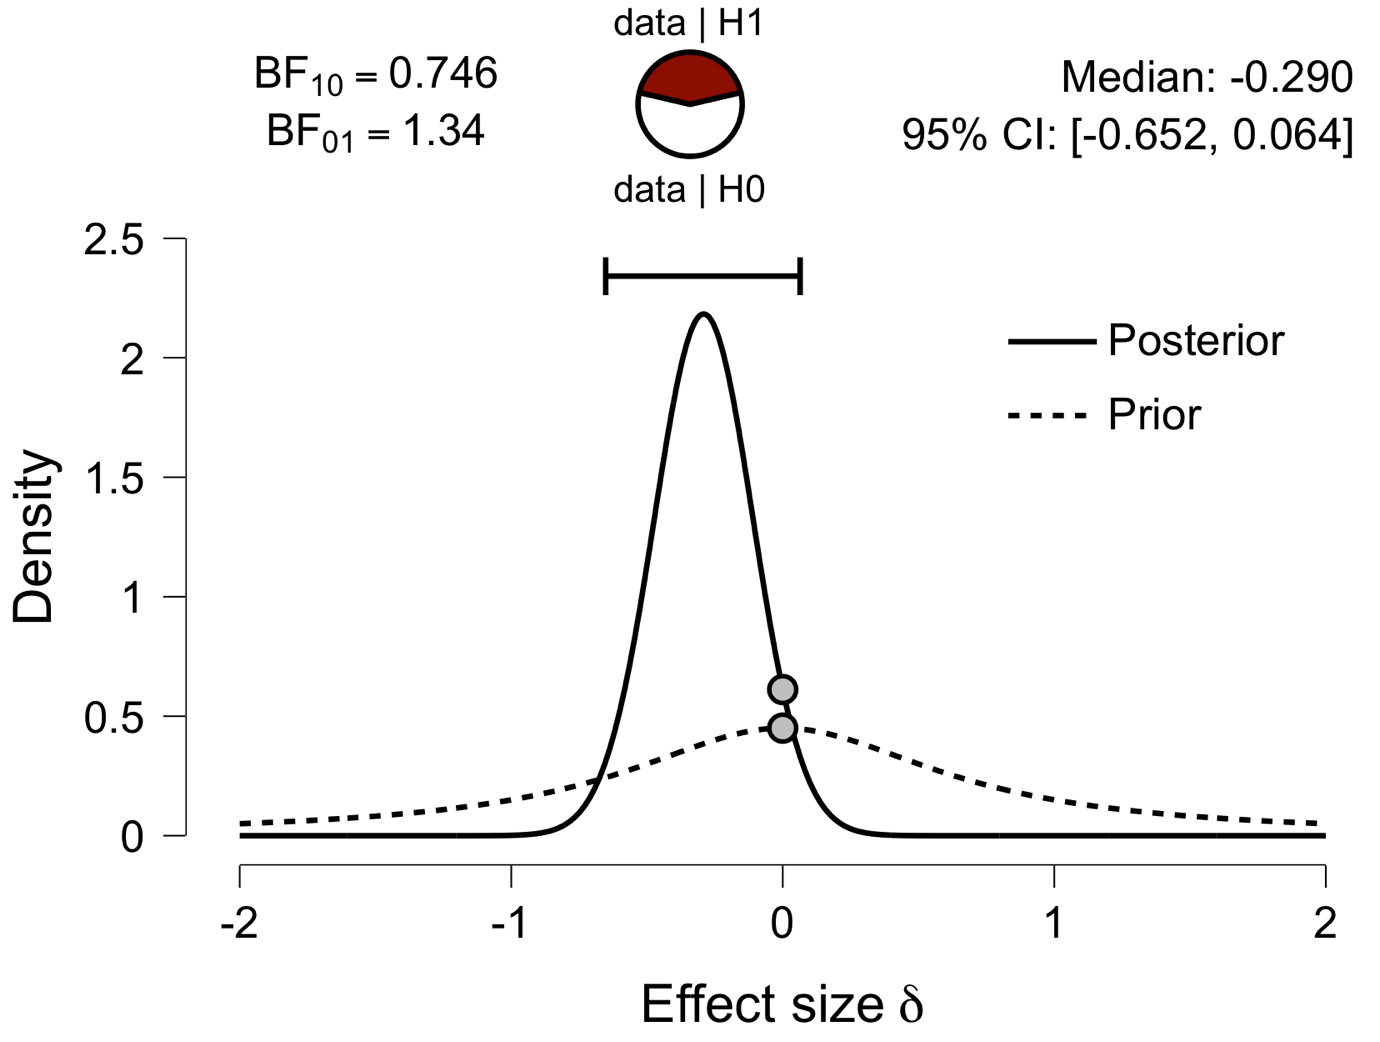 data | H1
BF10 = 0.746
BF01 = 1.34
Median: -0.290
95% CI: [-0.652, 0.064]
data | H0
2.5
2
1.5
1
0.5
0
Density
Posterior
Prior
-2 -1 0 1 2
Effect size δ